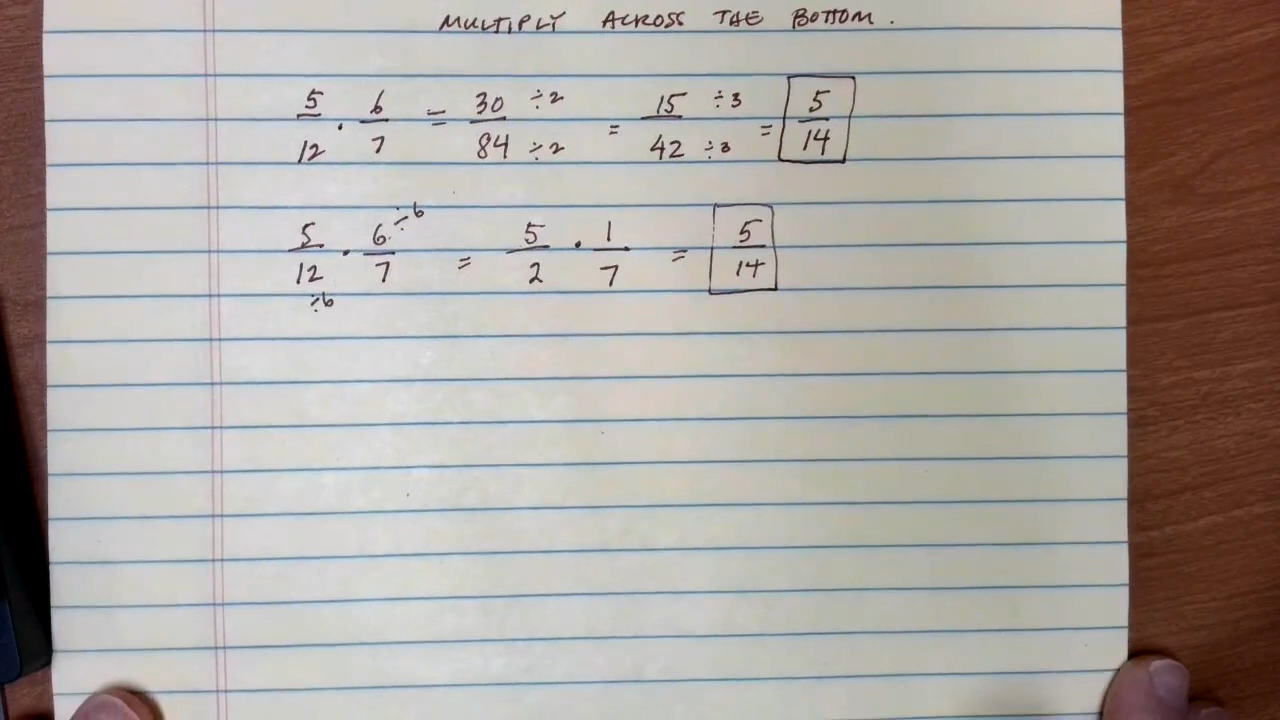 MULTIPLY ACROSS THE BOTTOM.
5/12 · 6/7 = 30/84 ÷2/÷2 = 15/42 ÷3/÷3 = 5/14
5/12 ÷6 · 6/7 ÷6 = 5/2 · 1/7 = 5/14